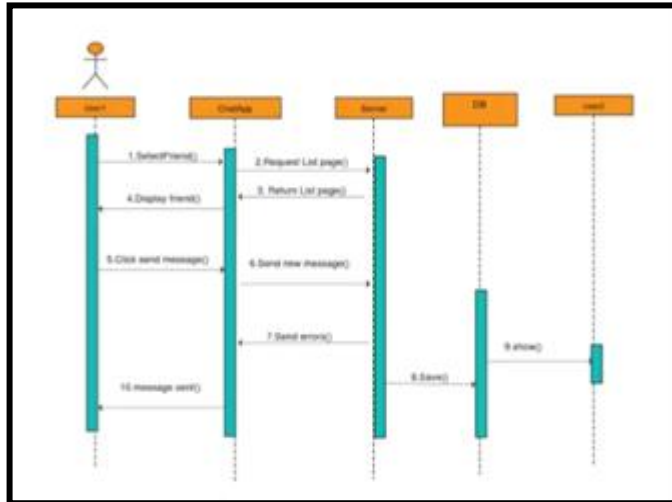 User1
ChatApp
Server
DB
user2
1.SelectFriend()
2.Request List page()
3. Return List page()
4.Display friend()
5.Click send message()
6.Send new message()
7.Send errors()
8.Save()
9.show()
10.message sent()